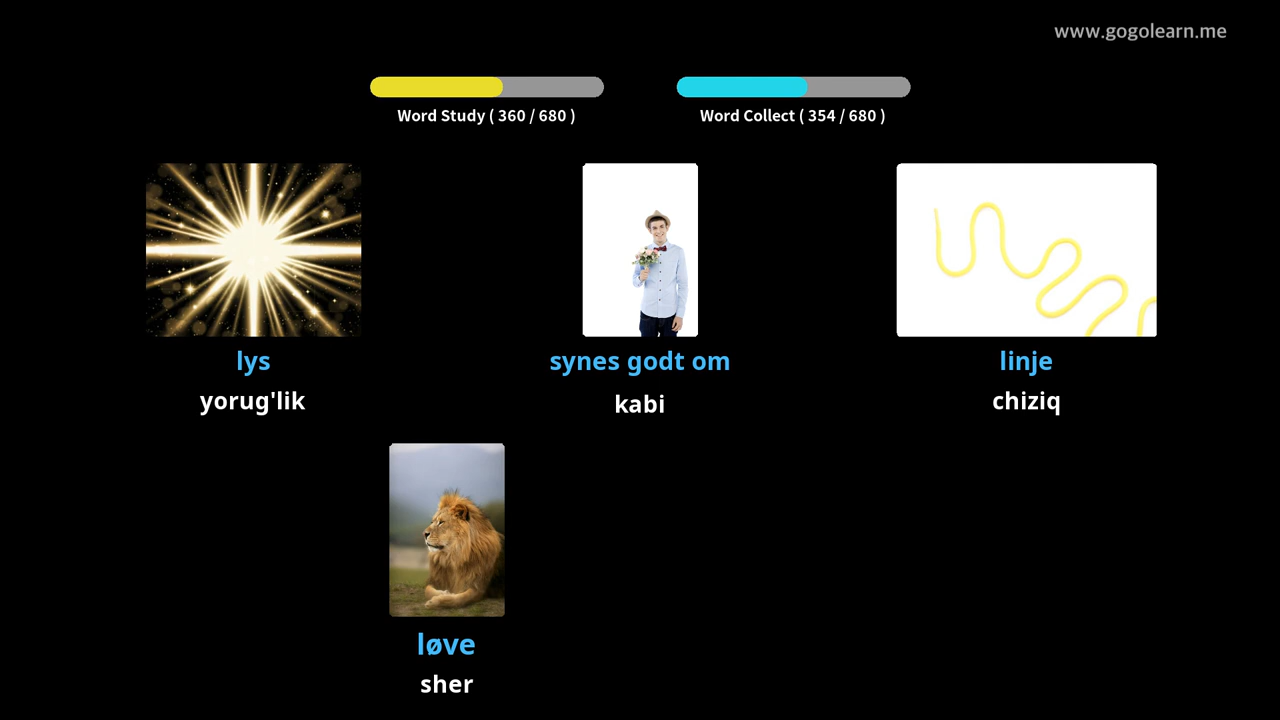 www.gogolearn.me
Word Study ( 360 / 680 )
Word Collect ( 354 / 680 )
lys
synes godt om
linje
yorug'lik
kabi
chiziq
løve
sher